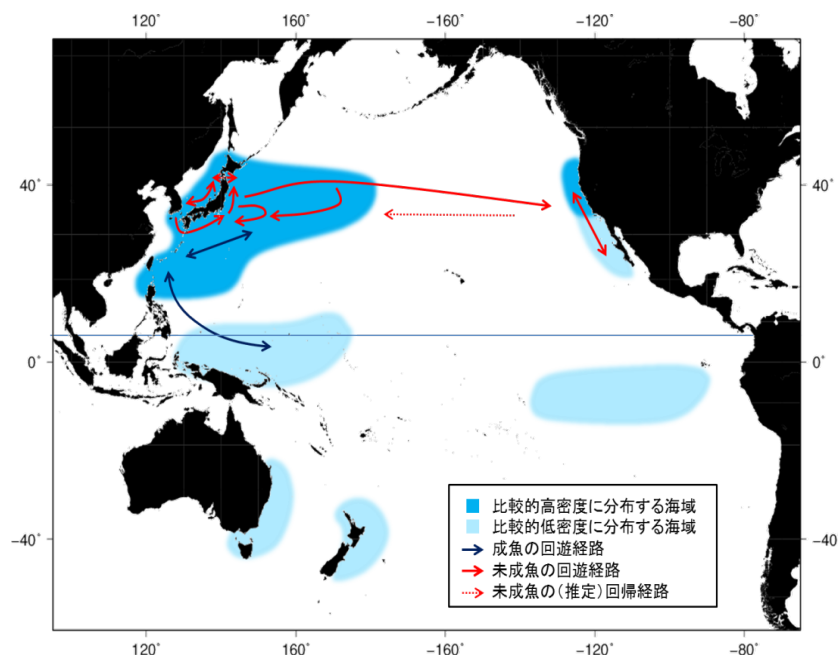 120° 160° −160° −120° −80°
40° 40°
0° 0°
−40° −40°
比較的高密度に分布する海域
比較的低密度に分布する海域
成魚の回遊経路
未成魚の回遊経路
未成魚の(推定)回帰経路
120° 160° −160° −120° −80°